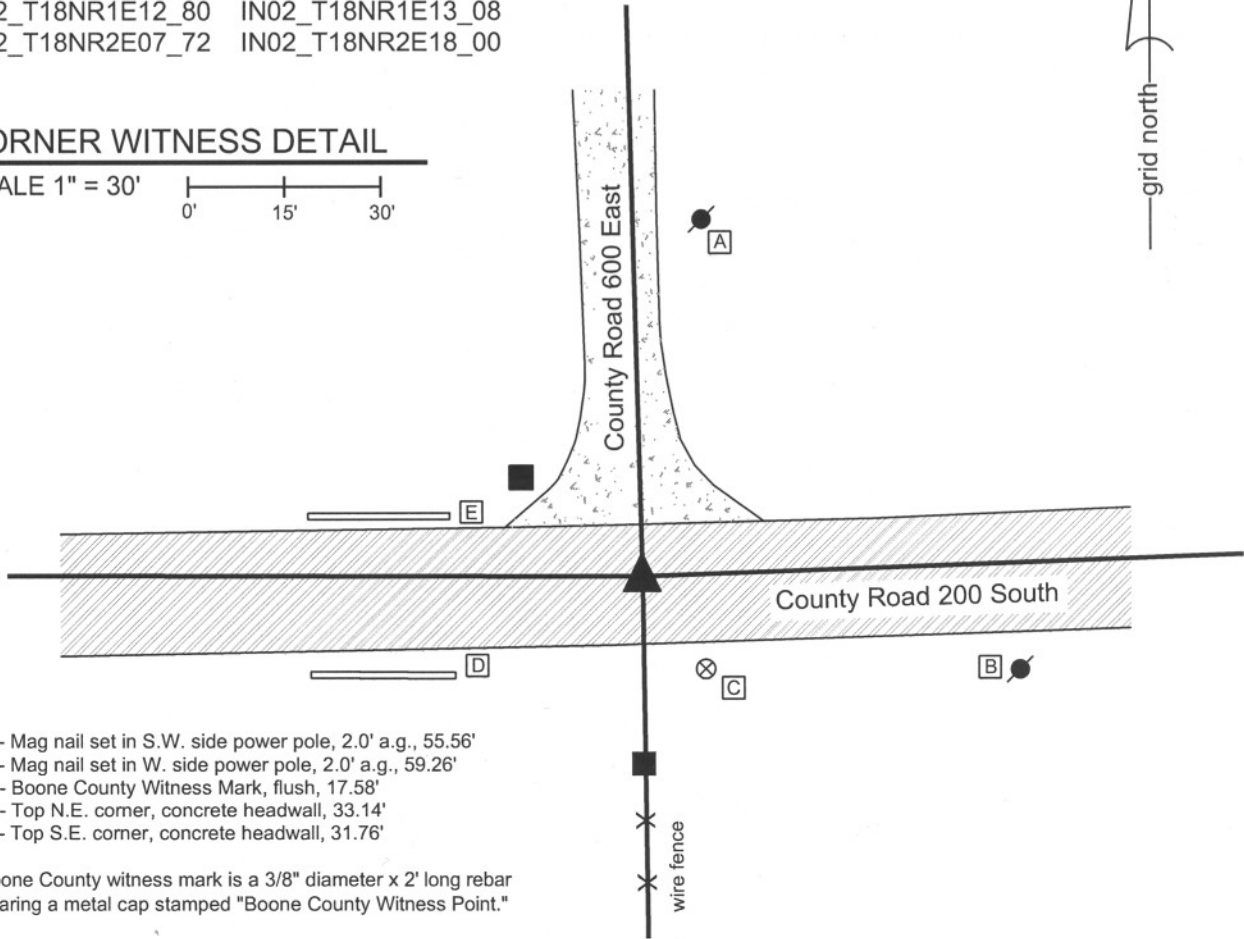 2_T18NR1E12_80 IN02_T18NR1E13_08
2_T18NR2E07_72 IN02_T18NR2E18_00
ORNER WITNESS DETAIL
ALE 1" = 30'
0' 15' 30'
grid north
County Road 600 East
A
E
County Road 200 South
D
C
B
- Mag nail set in S.W. side power pole, 2.0' a.g., 55.56'
- Mag nail set in W. side power pole, 2.0' a.g., 59.26'
- Boone County Witness Mark, flush, 17.58'
- Top N.E. corner, concrete headwall, 33.14'
- Top S.E. corner, concrete headwall, 31.76'
wire fence
oone County witness mark is a 3/8" diameter x 2' long rebar
aring a metal cap stamped "Boone County Witness Point."